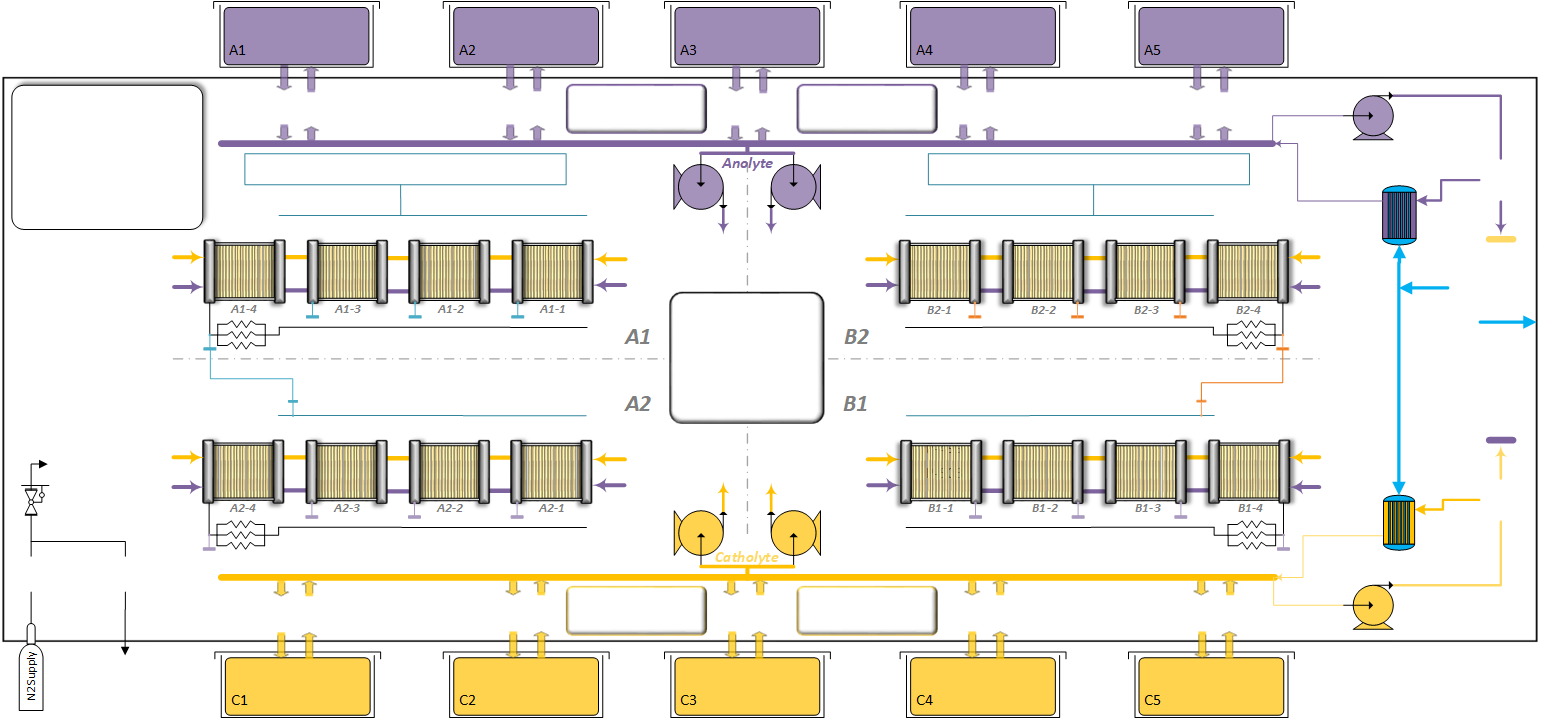 A1
A2
A3
A4
A5
Anolyte
A1-4
A1-3
A1-2
A1-1
B2-1
B2-2
B2-3
B2-4
A1
B2
A2
B1
A2-4
A2-3
A2-2
A2-1
B1-1
B1-2
B1-3
B1-4
Catholyte
N2Supply
C1
C2
C3
C4
C5